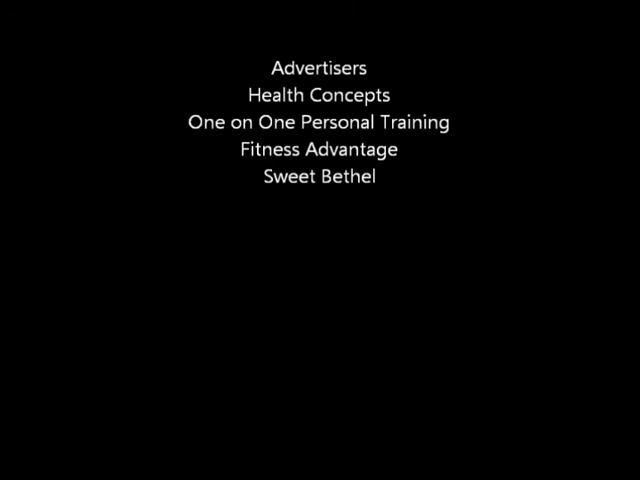 Advertisers
Health Concepts
One on One Personal Training
Fitness Advantage
Sweet Bethel